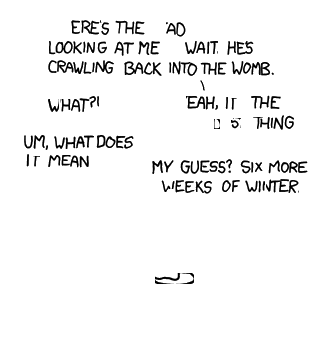 ERE'S THE AD
LOOKING AT ME WAIT. HE'S
CRAWLING BACK INTO THE WOMB.
WHAT?!
EAH, IT THE
THING
UM, WHAT DOES
IT MEAN
MY GUESS? SIX MORE
WEEKS OF WINTER.